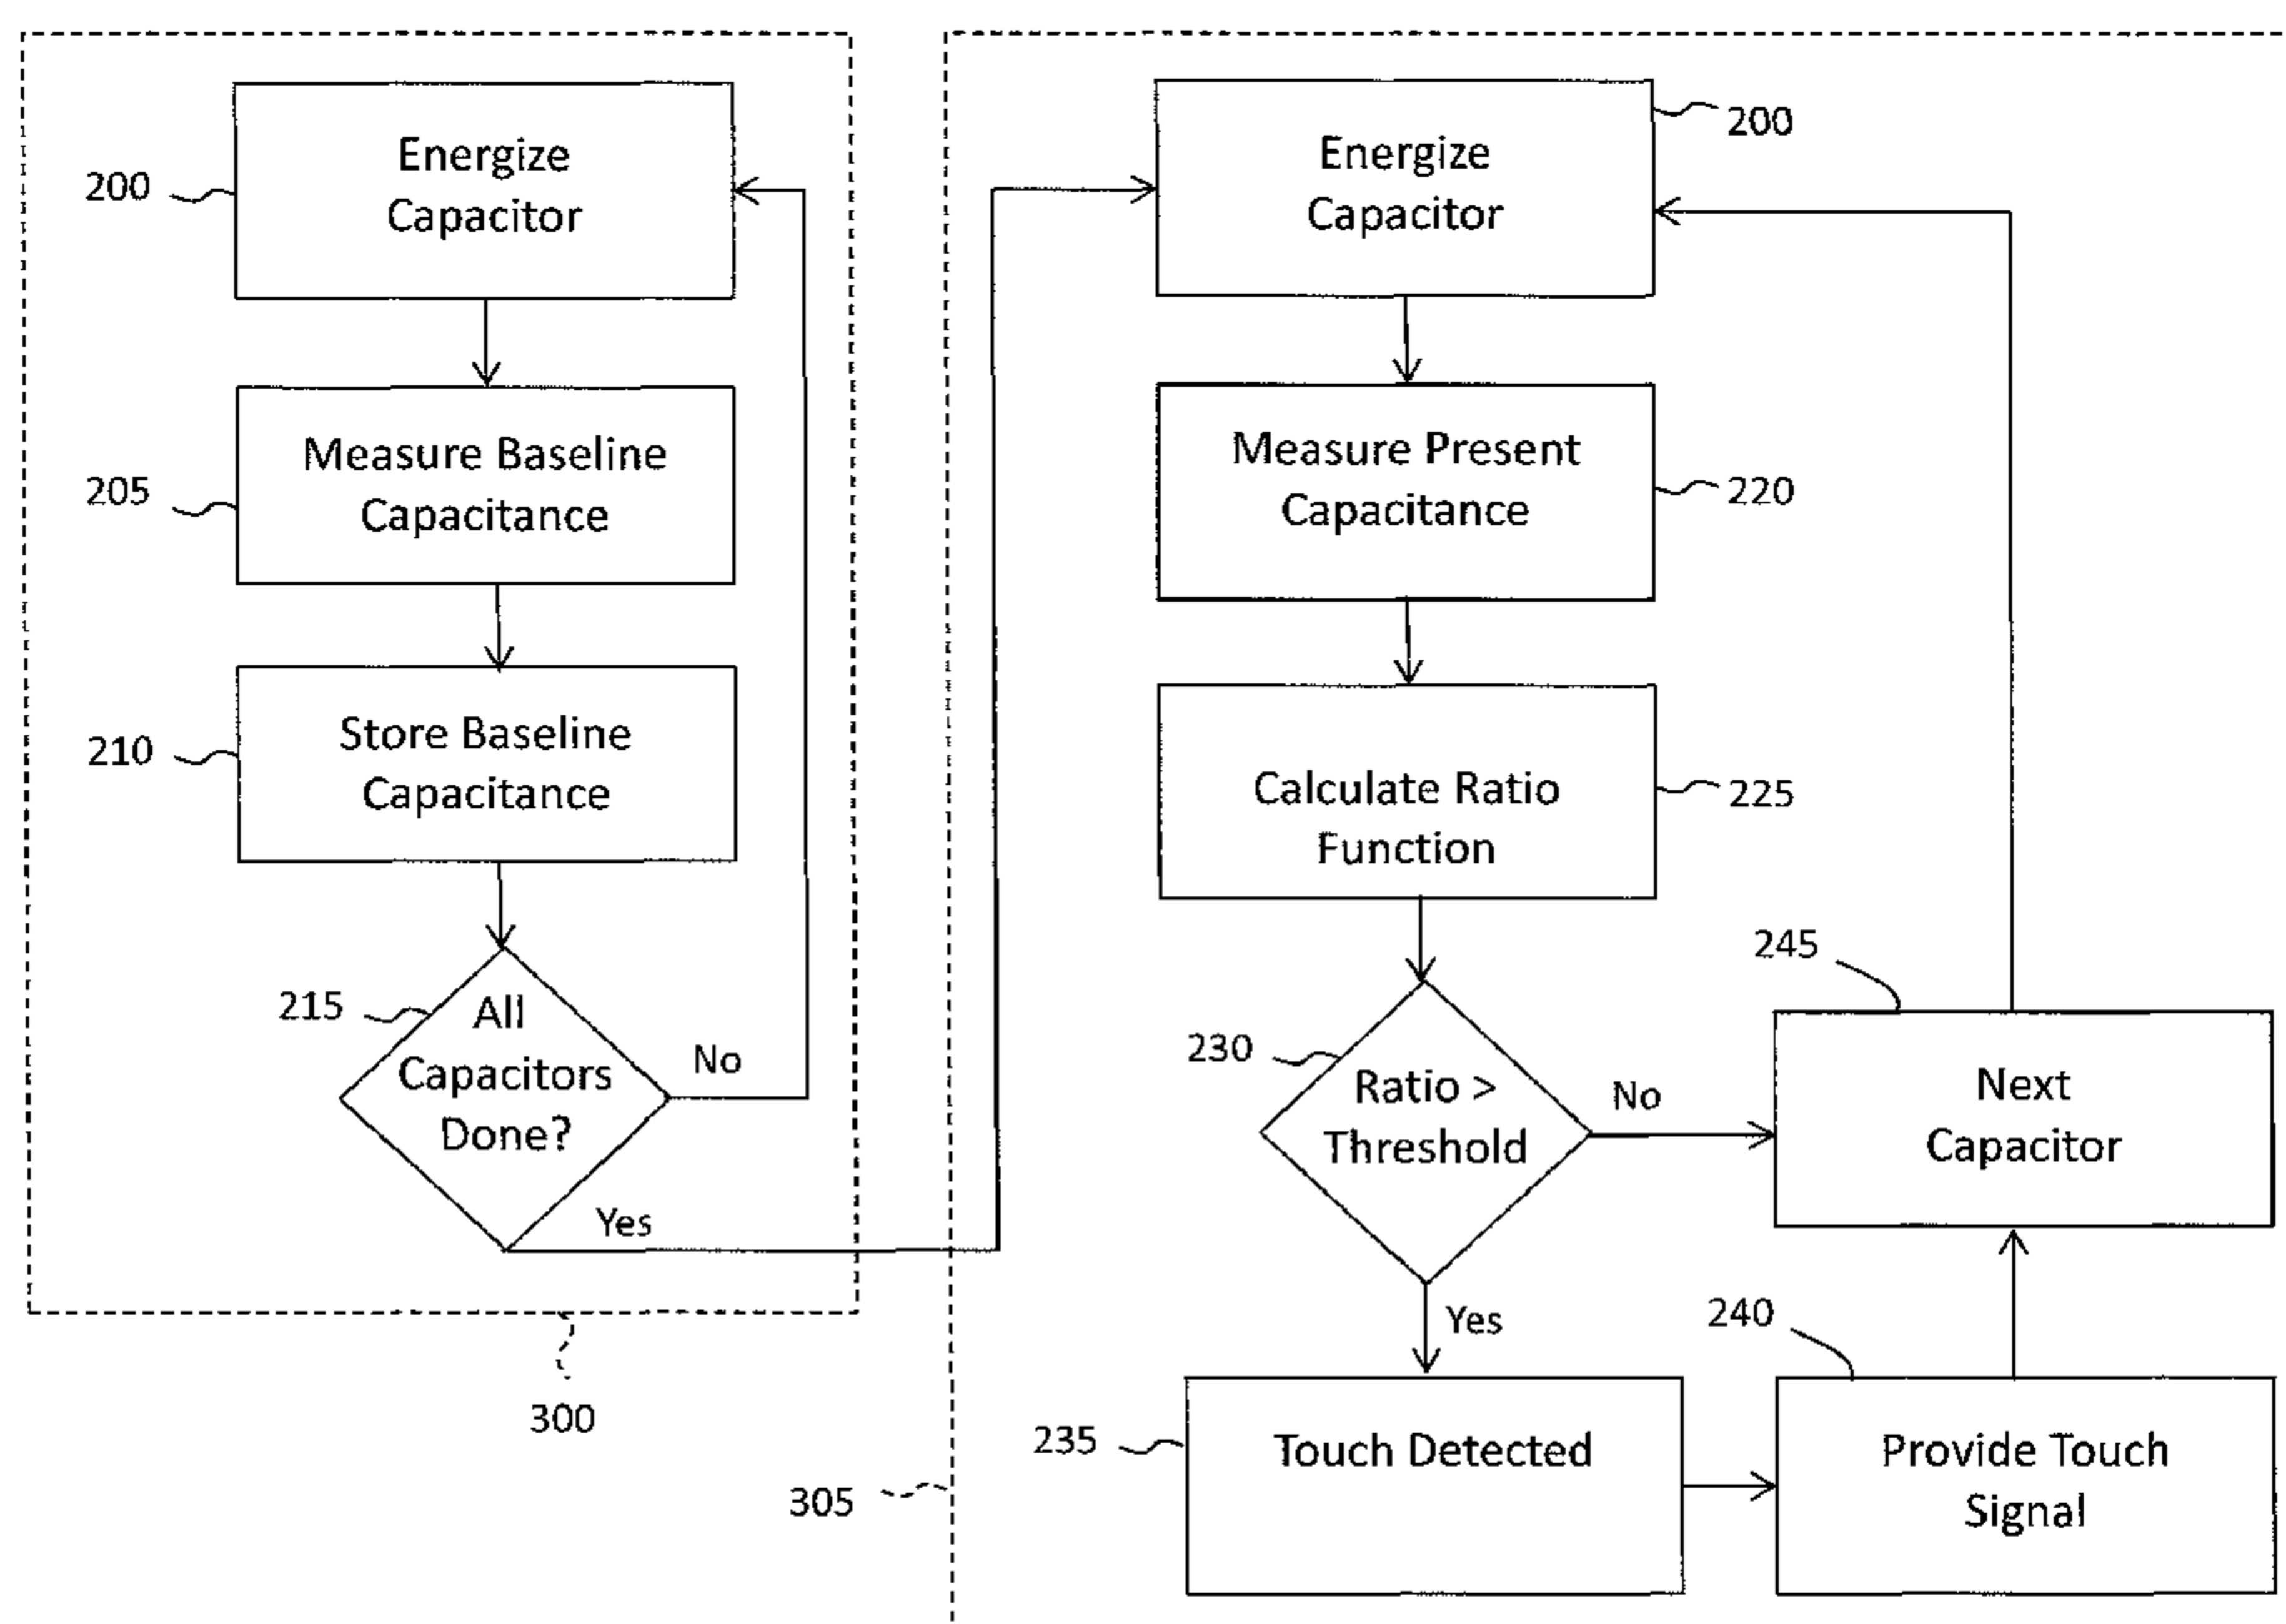 Energize
Capacitor
200
Measure Baseline
Capacitance
205
Store Baseline
Capacitance
210
215
All
Capacitors
Done?
No
Yes
300
Energize
Capacitor
200
Measure Present
Capacitance
220
Calculate Ratio
Function
225
230
Ratio >
Threshold
No
Yes
245
Next
Capacitor
235
Touch Detected
240
Provide Touch
Signal
305